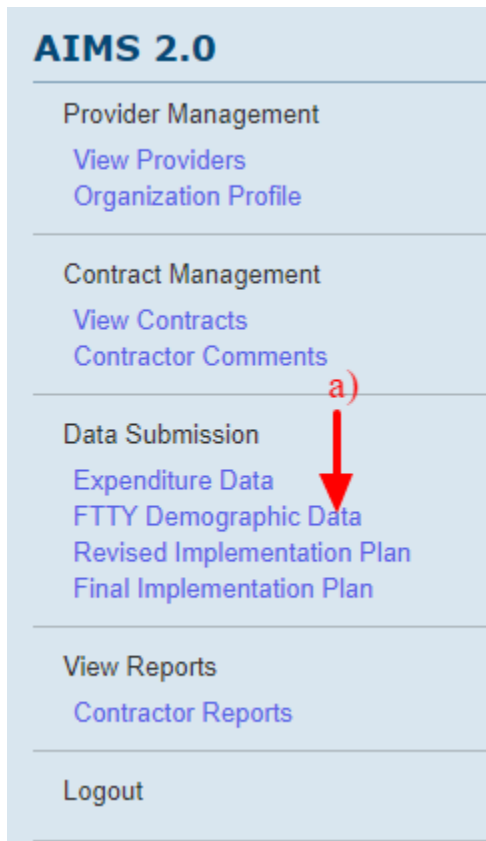 AIMS 2.0
Provider Management
View Providers
Organization Profile
Contract Management
View Contracts
Contractor Comments
a)
Data Submission
Expenditure Data
FTTY Demographic Data
Revised Implementation Plan
Final Implementation Plan
View Reports
Contractor Reports
Logout